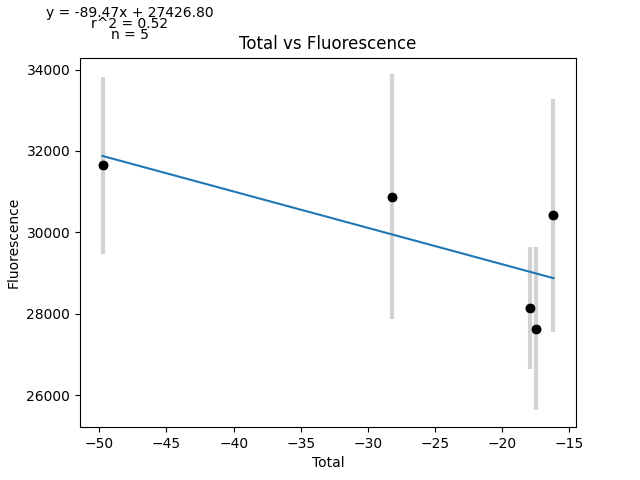 y = -89.47x + 27426.80
r^2 = 0.52
n = 5
Total vs Fluorescence
34000
32000
30000
28000
26000
Fluorescence
−50
−45
−40
−35
−30
−25
−20
−15
Total